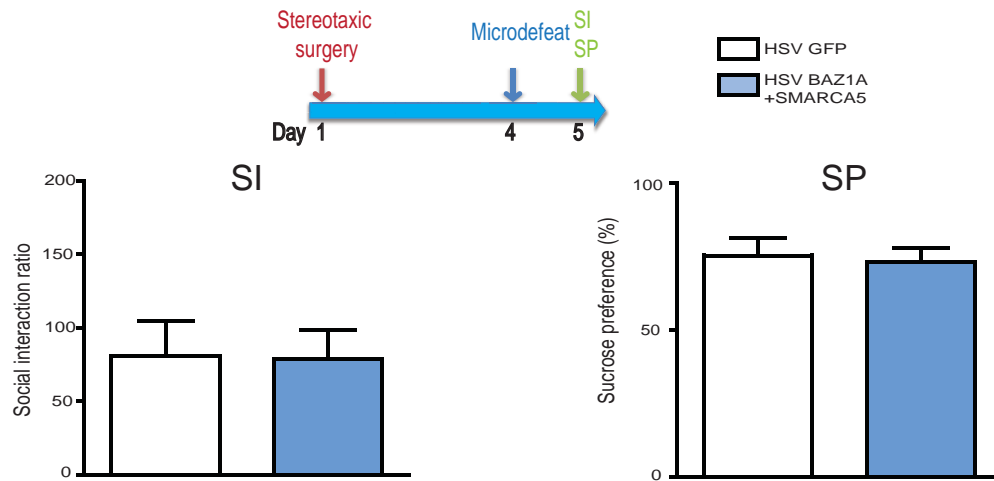 Stereotaxic
surgery
Microdefeat
SI
SP
Day 1
4
5
HSV GFP
HSV BAZ1A
+SMARCA5
SI
Social interaction ratio
200
150
100
50
0
SP
Sucrose preference (%)
100
50
0